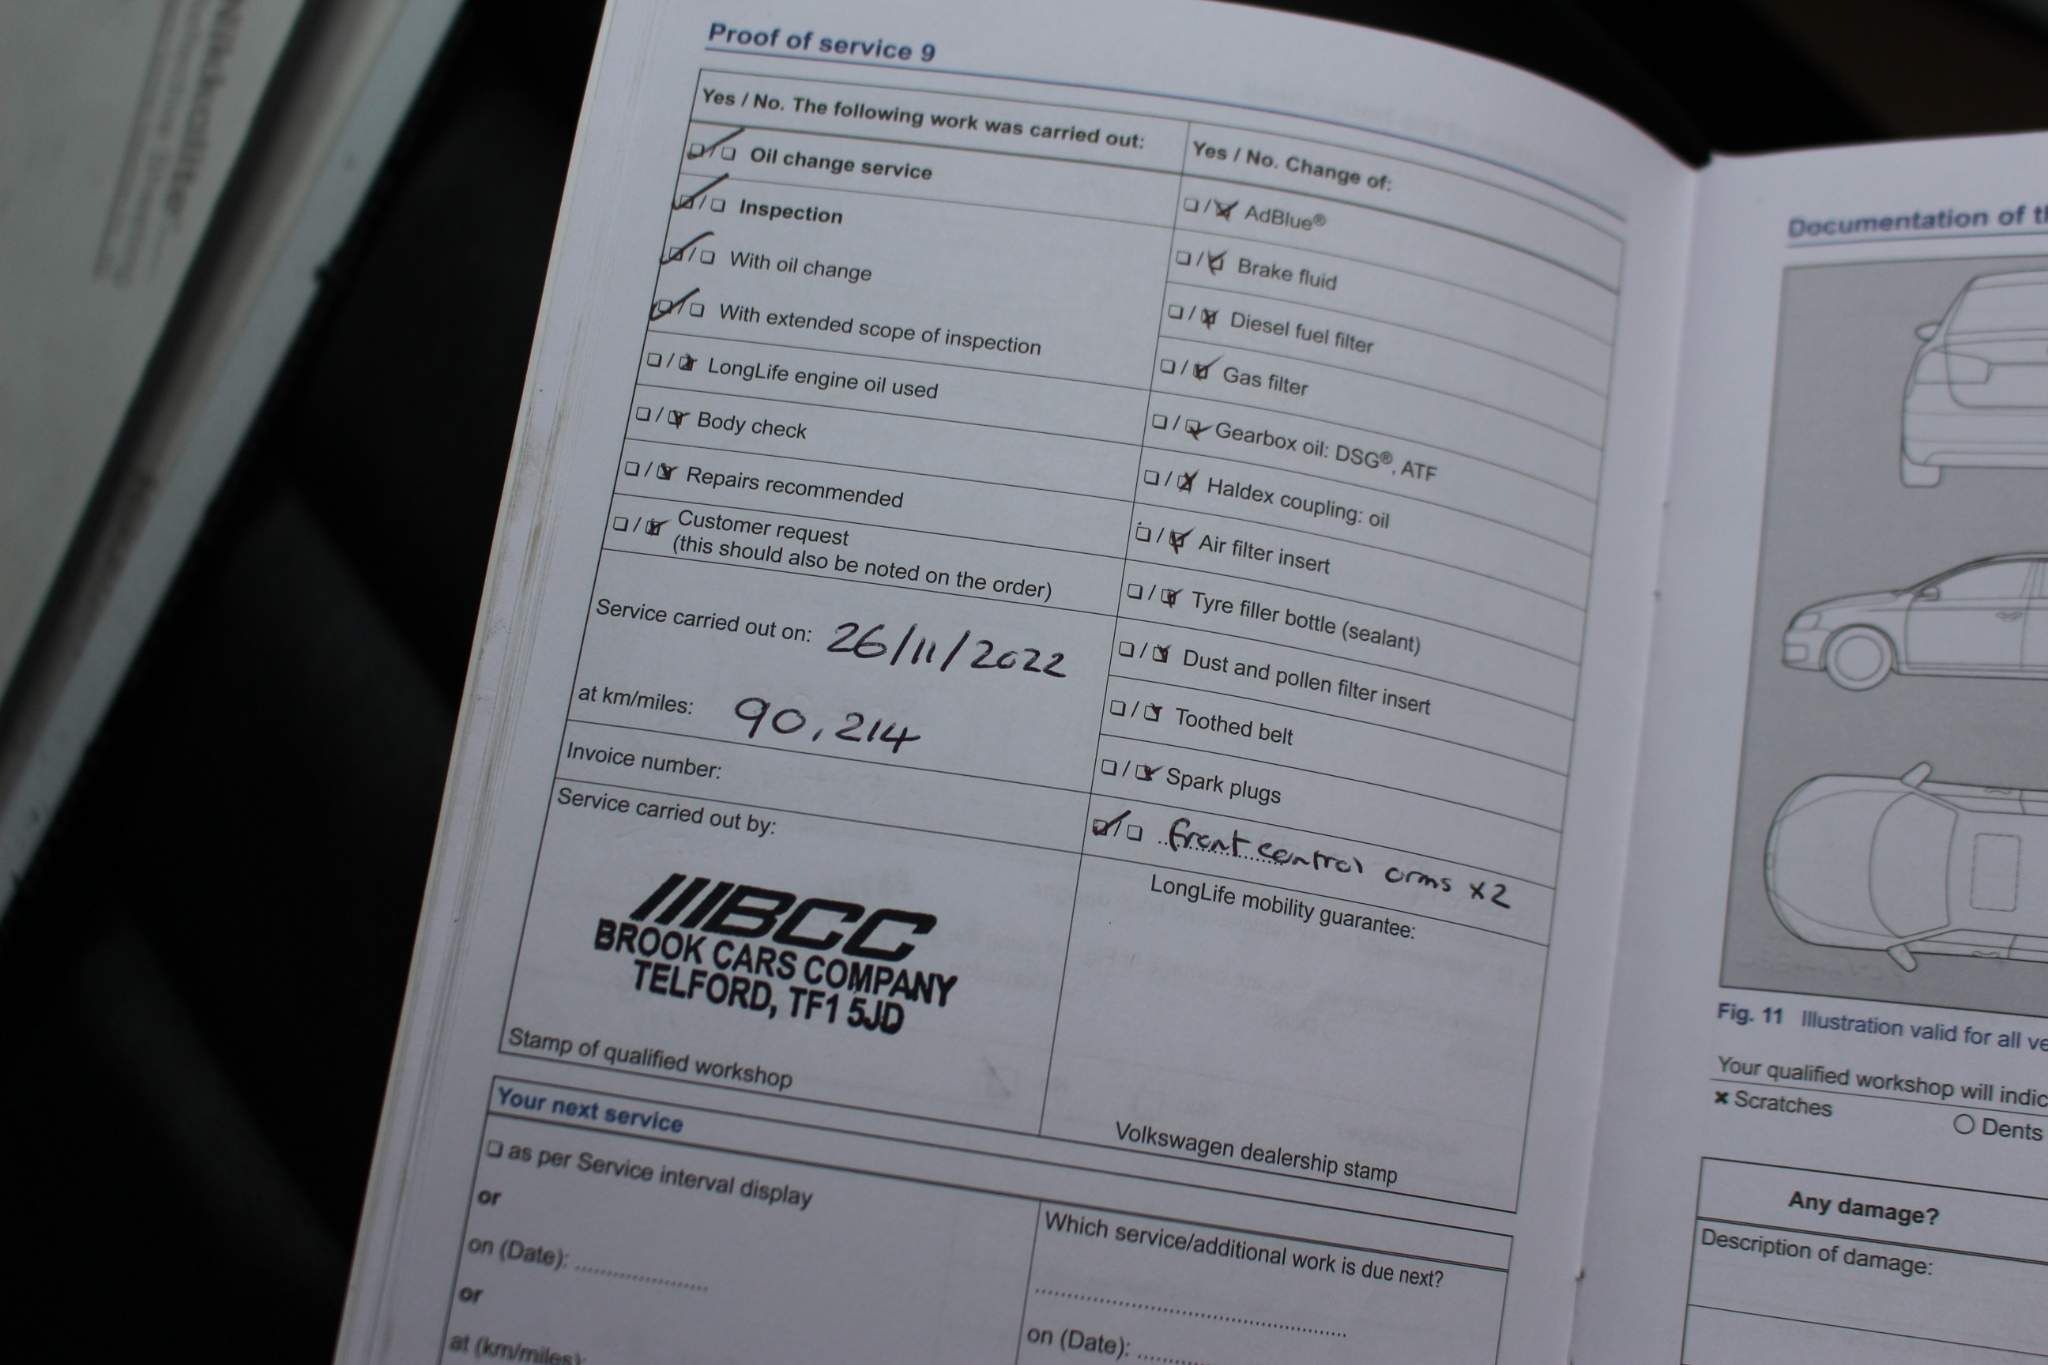 Proof of service 9
Yes / No. The following work was carried out:
❏ / ❏ Oil change service
❏ / ❏ Inspection
❏ / ❏ With oil change
❏ / ❏ With extended scope of inspection
❏ / ❏ LongLife engine oil used
❏ / ❏ Body check
❏ / ❏ Repairs recommended
❏ / ❏ Customer request
(this should also be noted on the order)
Service carried out on: 26/11/2022
at km/miles: 90,214
Invoice number:
Service carried out by:
BCC
BROOK CARS COMPANY
TELFORD, TF1 5JD
Stamp of qualified workshop
Yes / No. Change of:
❏ / ❏ AdBlue®
❏ / ❏ Brake fluid
❏ / ❏ Diesel fuel filter
❏ / ❏ Gas filter
❏ / ❏ Gearbox oil: DSG®, ATF
❏ / ❏ Haldex coupling: oil
❏ / ❏ Air filter insert
❏ / ❏ Tyre filler bottle (sealant)
❏ / ❏ Dust and pollen filter insert
❏ / ❏ Toothed belt
❏ / ❏ Spark plugs
❏ / ❏ front control arms x2
LongLife mobility guarantee:
Volkswagen dealership stamp
Your next service
❏ as per Service interval display
or
on (Date): ......................
or
at (km/miles):
Which service/additional work is due next?
..................................................
on (Date): ........
Documentation of
Fig. 11 Illustration valid for all
Your qualified workshop will
✖ Scratches
○ Dents
Any damage?
Description of damage: